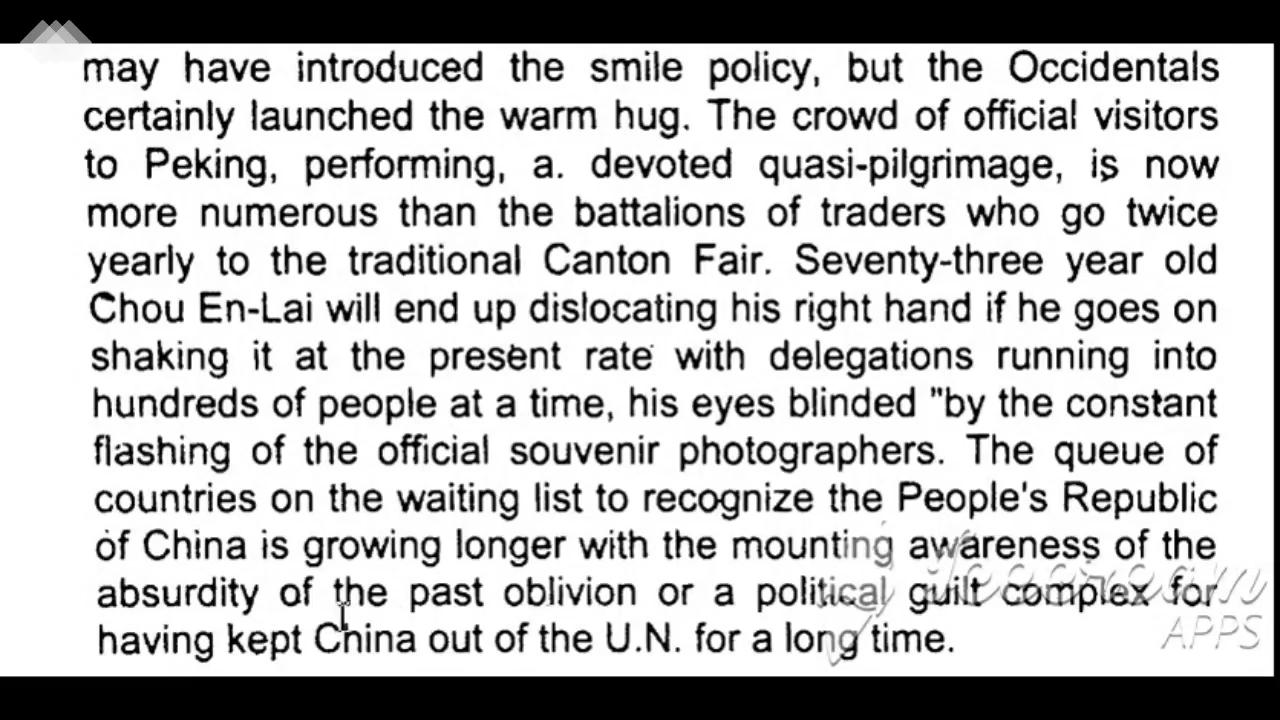 may have introduced the smile policy, but the Occidentals
certainly launched the warm hug. The crowd of official visitors
to Peking, performing, a. devoted quasi-pilgrimage, is now
more numerous than the battalions of traders who go twice
yearly to the traditional Canton Fair. Seventy-three year old
Chou En-Lai will end up dislocating his right hand if he goes on
shaking it at the present rate with delegations running into
hundreds of people at a time, his eyes blinded "by the constant
flashing of the official souvenir photographers. The queue of
countries on the waiting list to recognize the People's Republic
of China is growing longer with the mounting awareness of the
absurdity of the past oblivion or a political guilt complex for
having kept China out of the U.N. for a long time.
APPS